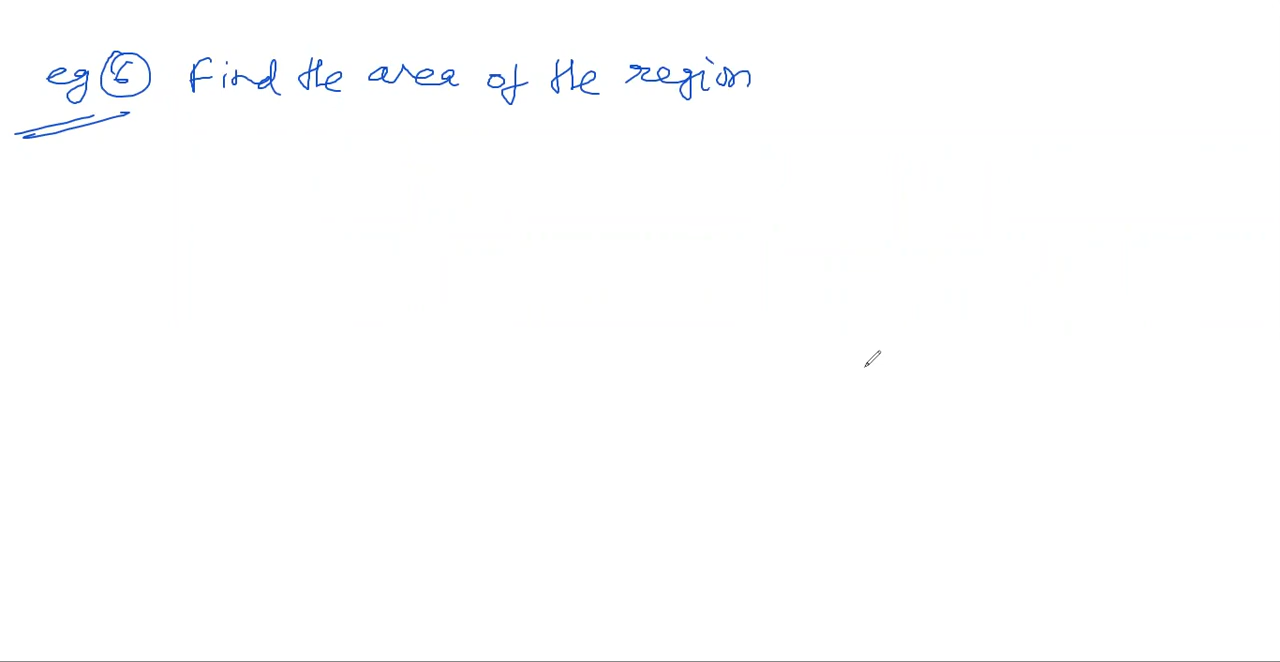 eg ⑥ Find the area of the region